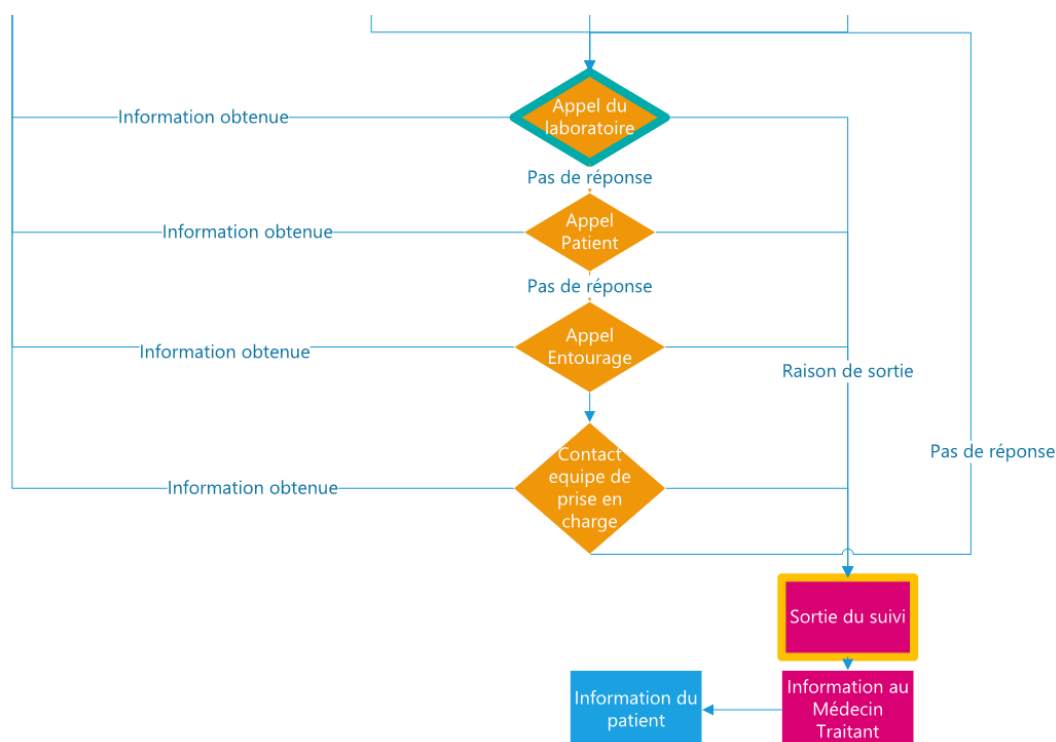 Appel du
laboratoire
Information obtenue
Pas de réponse
Appel
Patient
Information obtenue
Pas de réponse
Appel
Entourage
Information obtenue
Raison de sortie
Contact
equipe de
prise en
charge
Pas de réponse
Information obtenue
Sortie du suivi
Information du
patient
Information au
Médecin
Traitant